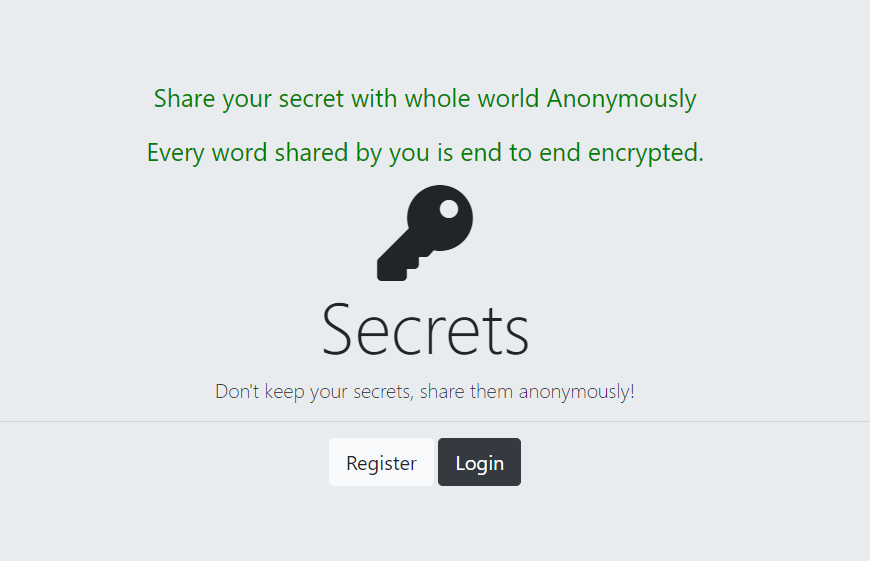 Share your secret with whole world Anonymously
Every word shared by you is end to end encrypted.
Secrets
Don't keep your secrets, share them anonymously!
Register Login